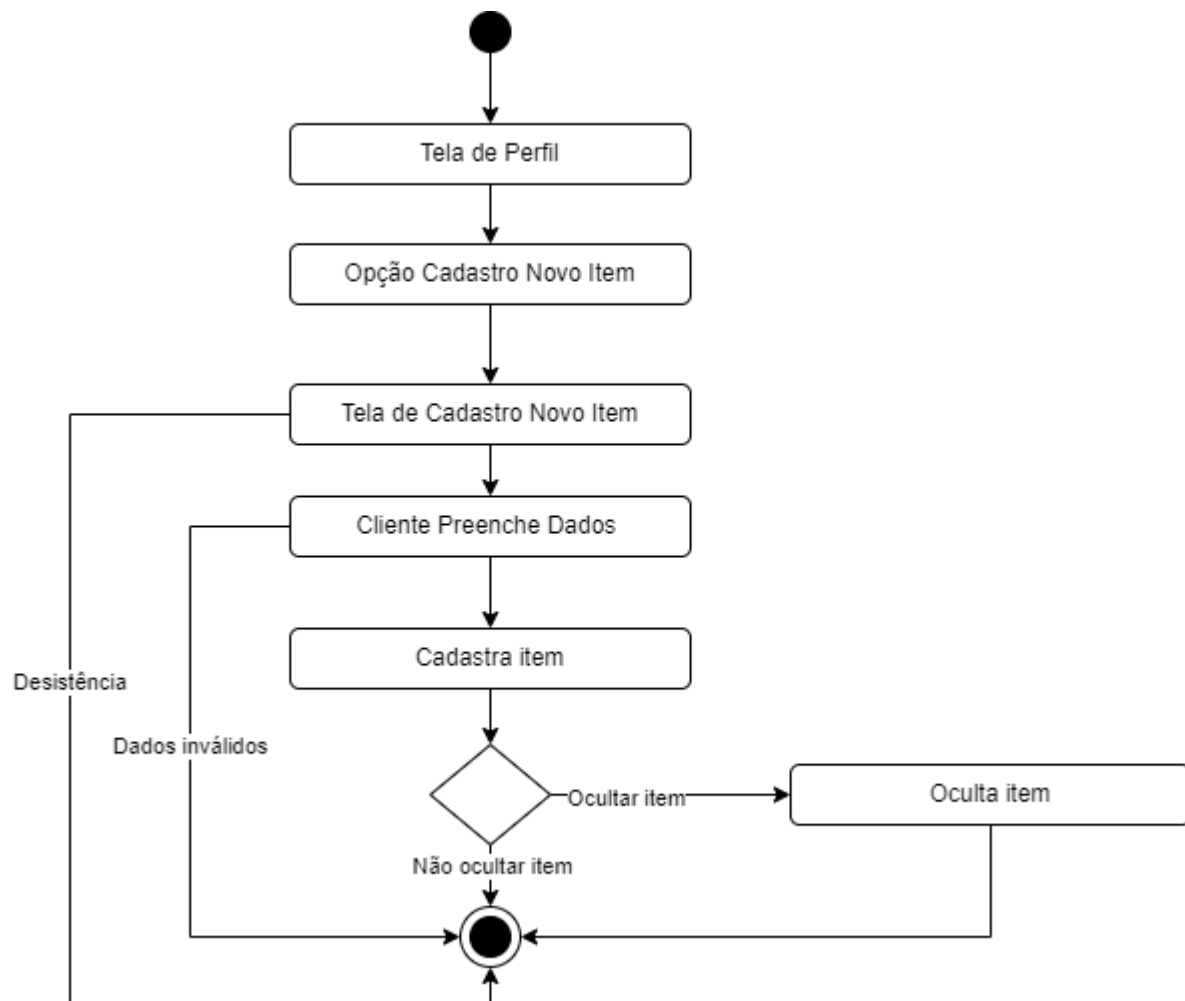 Tela de Perfil
Opção Cadastro Novo Item
Tela de Cadastro Novo Item
Cliente Preenche Dados
Cadastra item
Desistência
Dados inválidos
Ocultar item
Oculta item
Não ocultar item